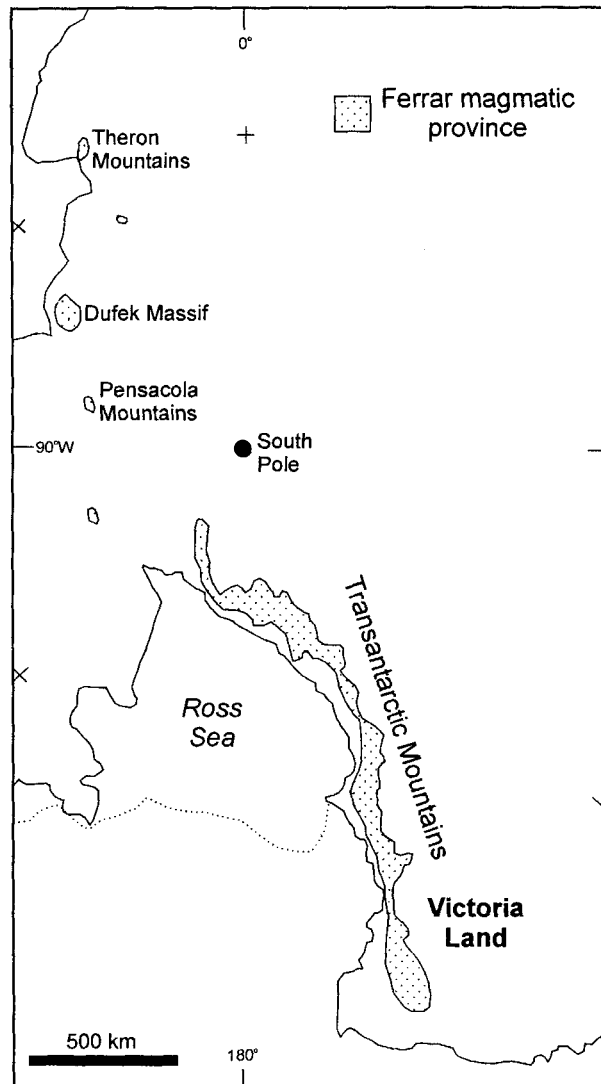 0°
Ferrar magmatic
province
Theron
Mountains
Dufek Massif
Pensacola
Mountains
90°W
South
Pole
Transantarctic Mountains
Ross
Sea
Victoria
Land
500 km
180°